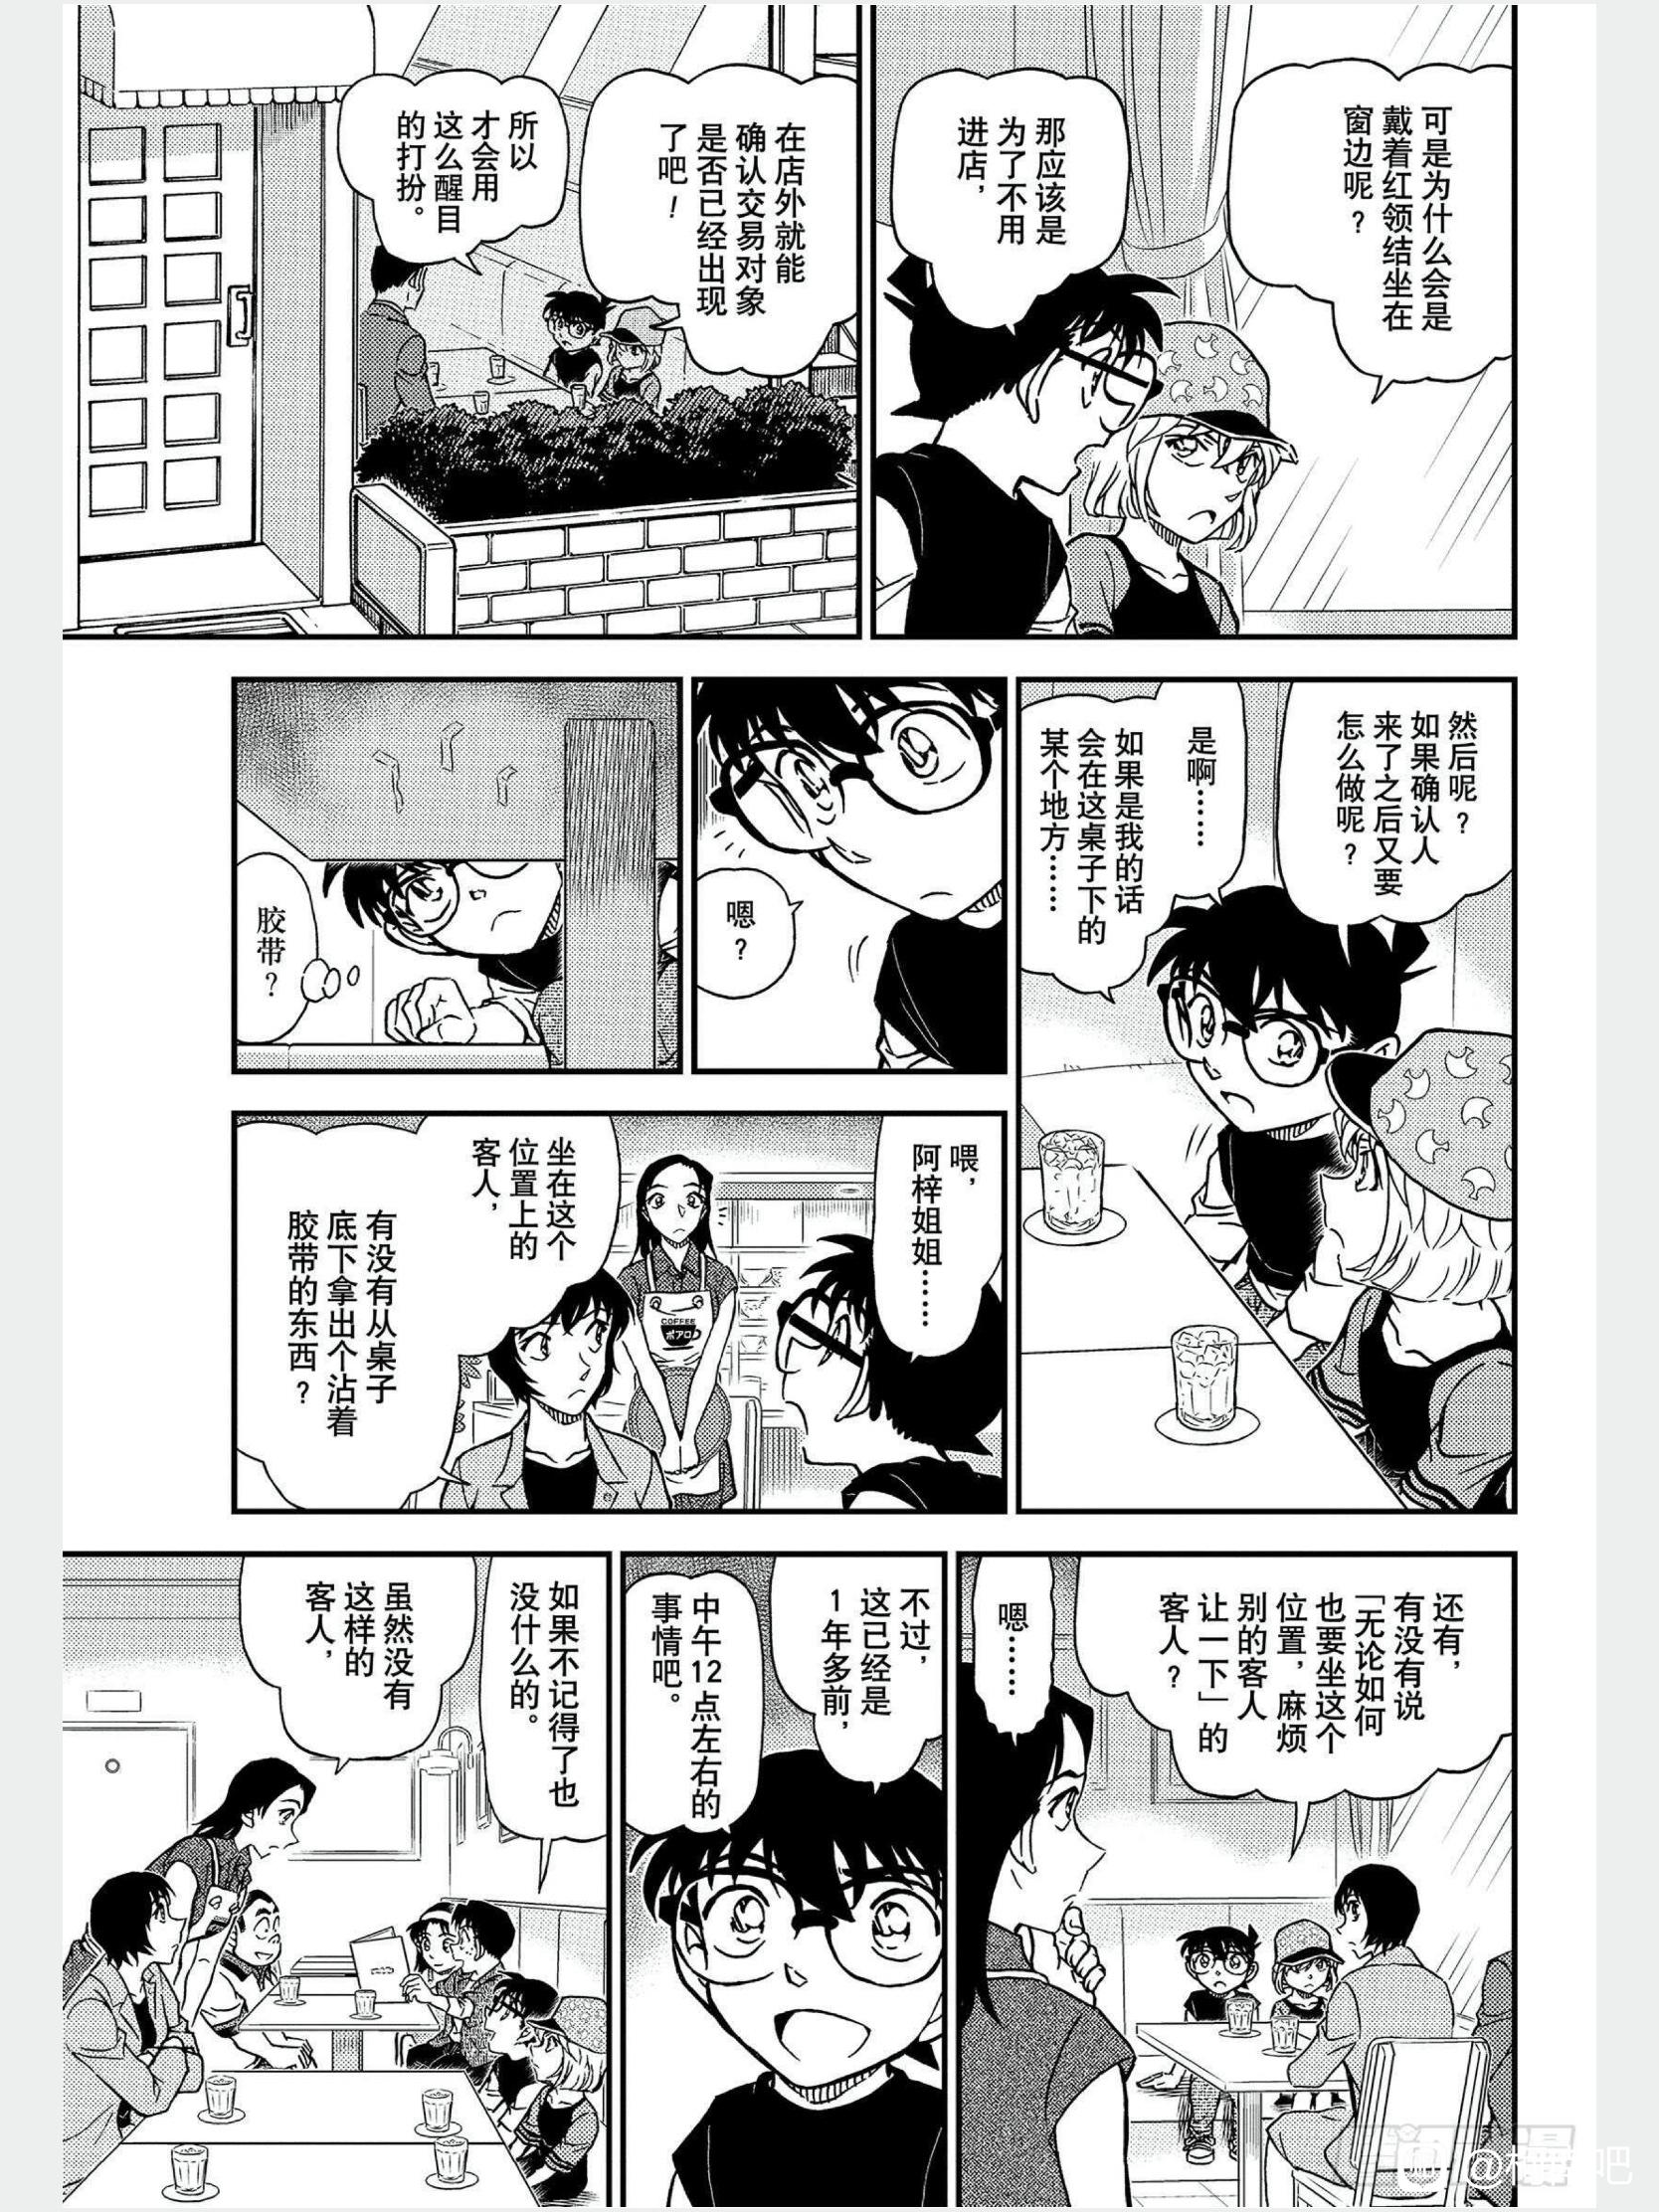 可是为什么会是
戴着红领结坐在
窗边呢？
那应该是
为了不用
进店，
在店外就能
确认交易对象
是否已经出现
了吧！
所以
才会用
这么醒目
的打扮。
然后呢？
如果确认人
来了之后又要
怎么做呢？
是啊……
如果是我的话
会在这桌子下的
某个地方……
嗯？
胶带？
喂，
阿梓姐姐……
坐在这个
位置上的
客人，
有没有从桌子
底下拿出个沾着
胶带的东西？
COFFEE
ポアロ
还有，
有没有说
「无论如何
也要坐这个
位置，麻烦
别的客人
让一下」的
客人？
嗯……
不过，
这已经是
1年多前，
中午12点左右的
事情吧。
如果不记得了也
没什么的。
虽然没有
这样的
客人，